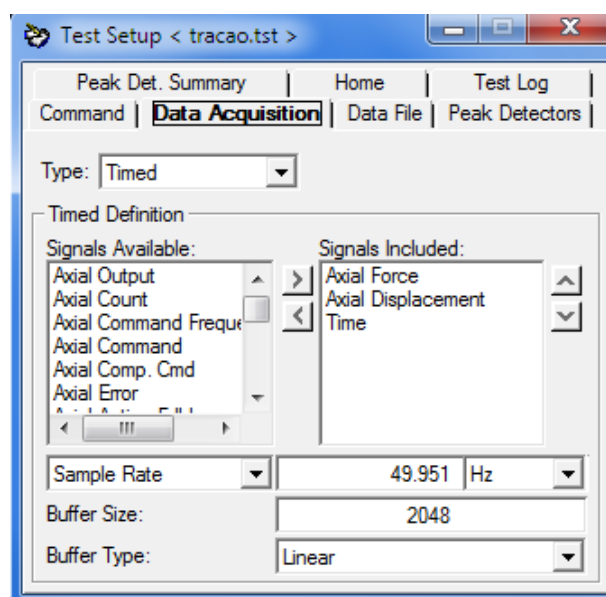 Test Setup < tracao.tst >
Peak Det. Summary | Home | Test Log |
Command | Data Acquisition | Data File | Peak Detectors |
Type: Timed
Timed Definition
Signals Available: Signals Included:
Axial Output
Axial Count
Axial Command Freque
Axial Command
Axial Comp. Cmd
Axial Error
Axial Force
Axial Displacement
Time
Sample Rate 49.951 Hz
Buffer Size: 2048
Buffer Type: Linear